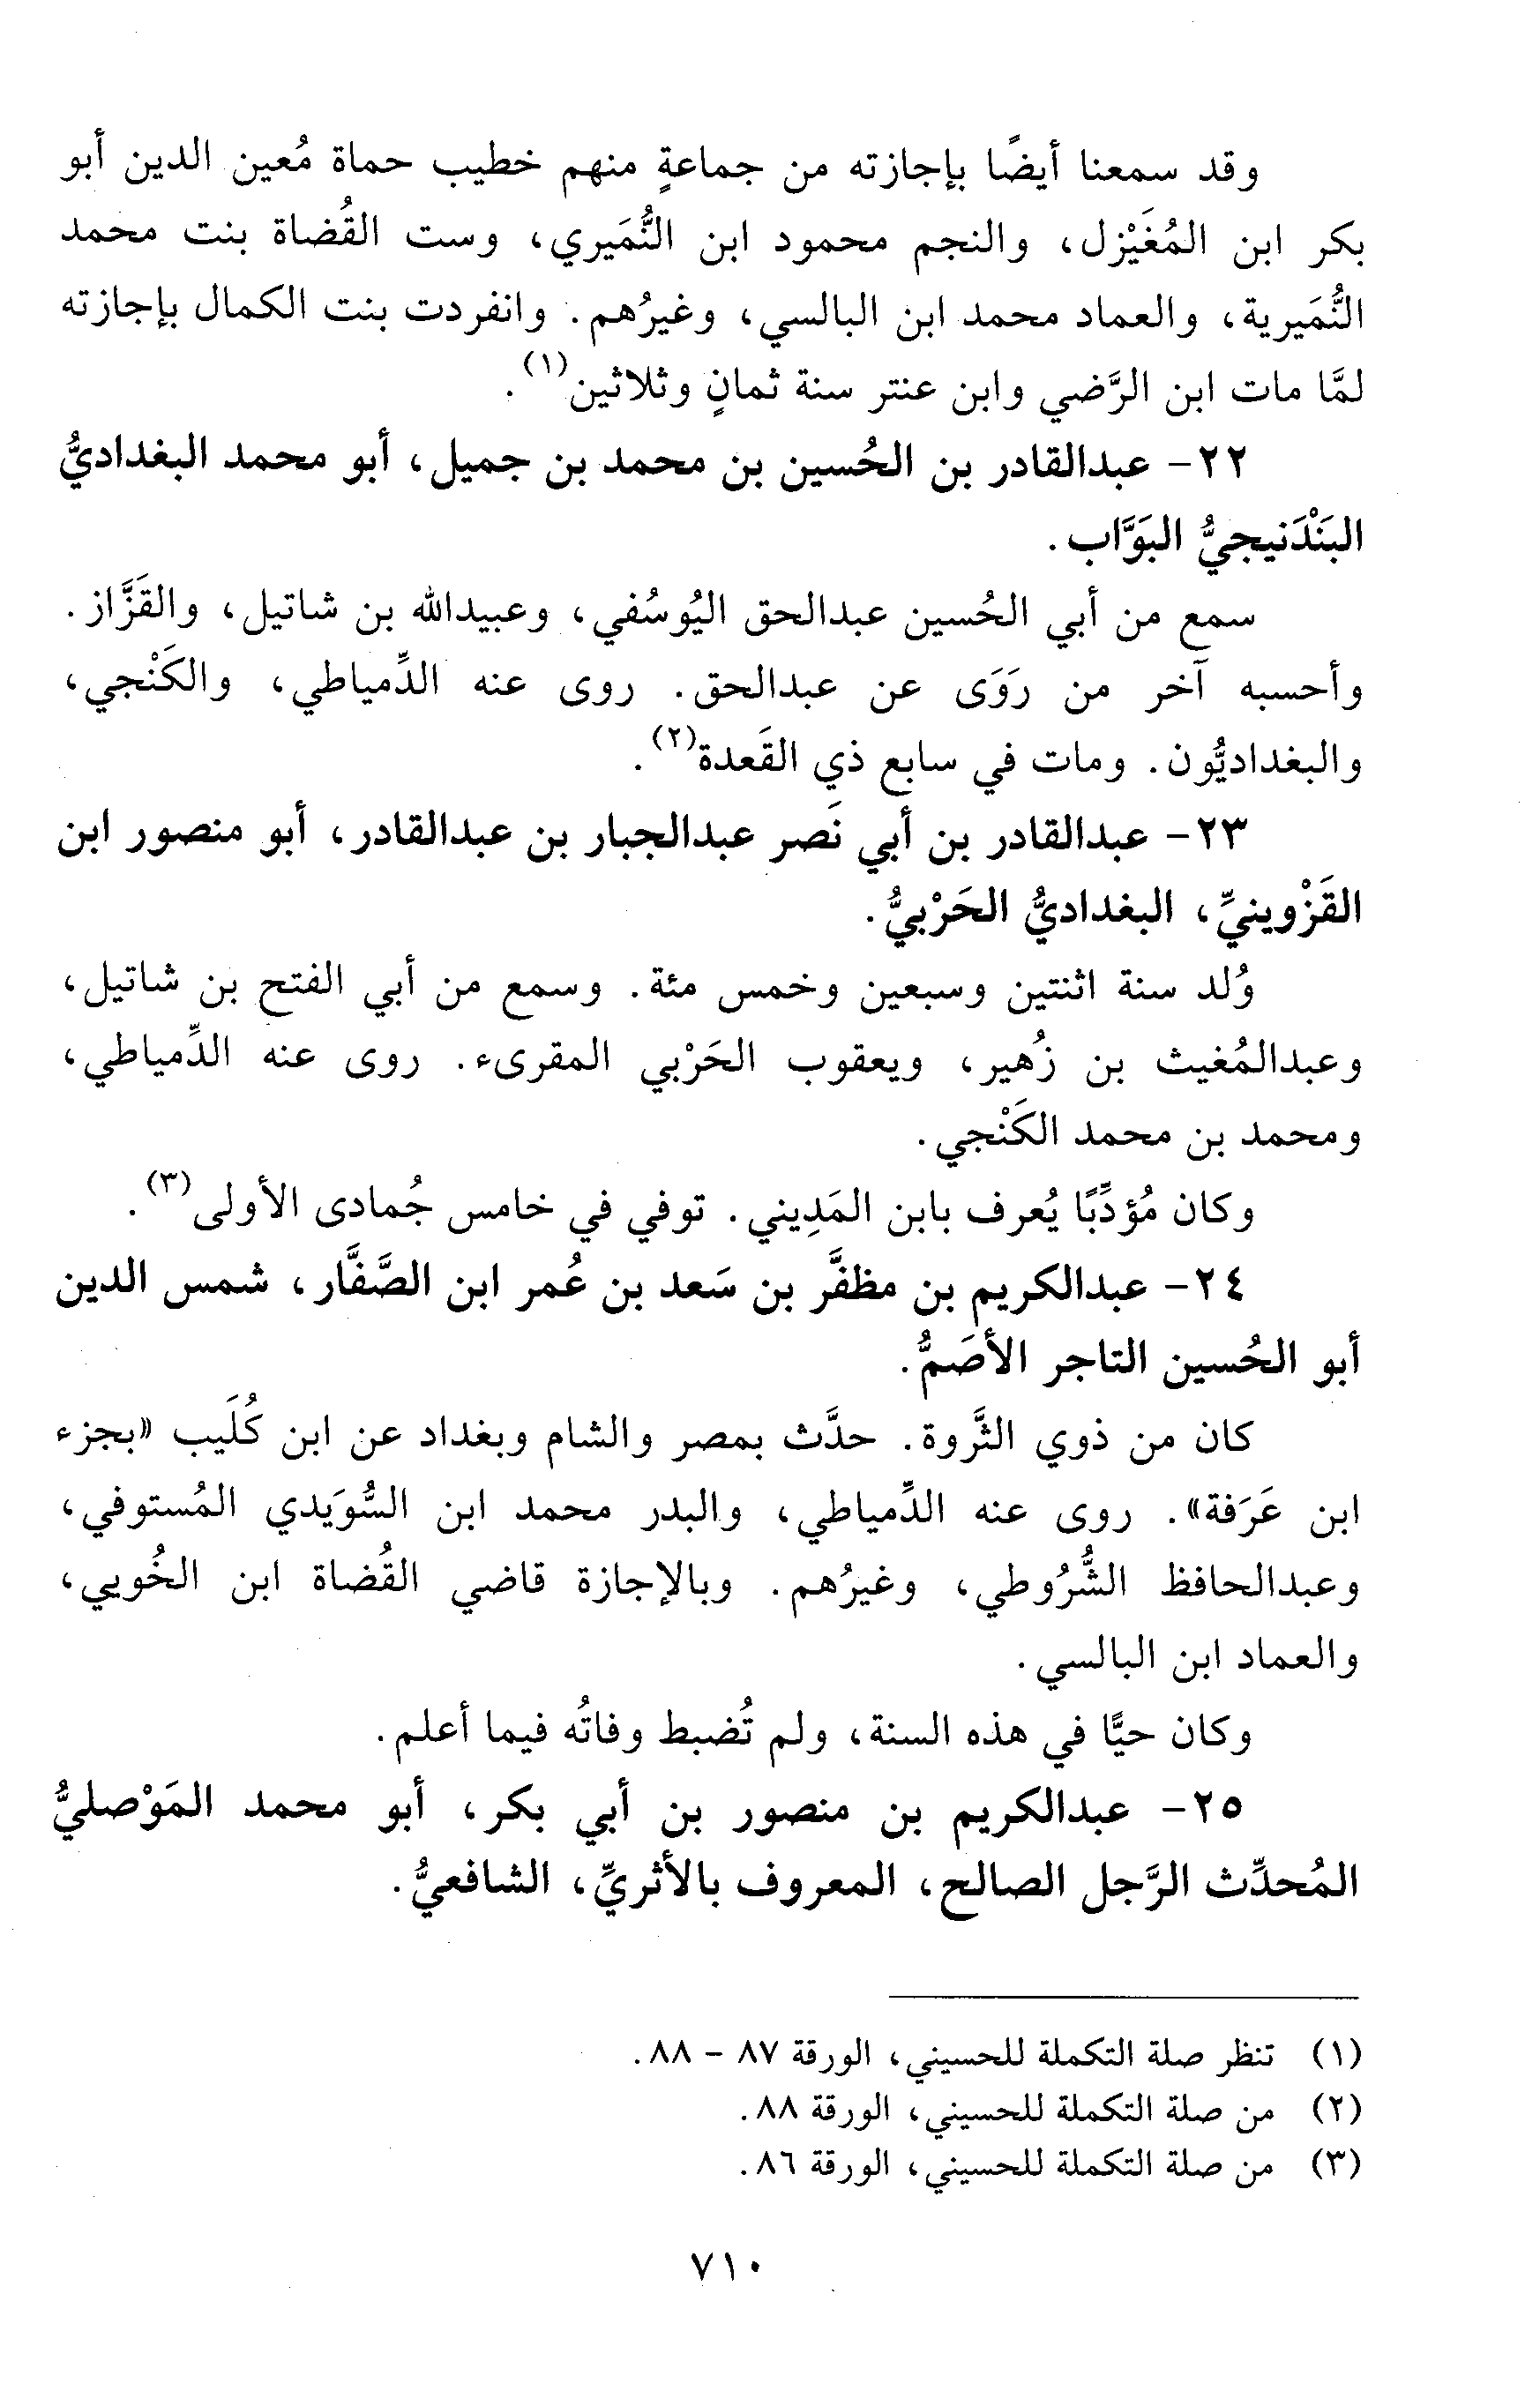 وقد سمعنا أيضًا بإجازته من جماعةٍ منهم خطيب حماة مُعين الدين أبو
بكر ابن المُغَيْزل، والنجم محمود ابن النُّمَيري، وست القُضاة بنت محمد
النُّمَيرية، والعماد محمد ابن البالسي، وغيرُهم. وانفردت بنت الكمال بإجازته
لمَّا مات ابن الرَّضي وابن عنتر سنة ثمانٍ وثلاثين(١).
٢٢- عبدالقادر بن الحُسين بن محمد بن جميل، أبو محمد البغداديُّ
البَنْدَنيجيُّ البَوَّاب.
سمع من أبي الحُسين عبدالحق اليُوسُفي، وعبيدالله بن شاتيل، والقَزَّاز.
وأحسبه آخر من رَوَى عن عبدالحق. روى عنه الدِّمياطي، والكَنْجي،
والبغداديُّون. ومات في سابع ذي القَعدة(٢).
٢٣- عبدالقادر بن أبي نَصر عبدالجبار بن عبدالقادر، أبو منصور ابن
القَزْوينيِّ، البغداديُّ الحَرْبيُّ.
وُلد سنة اثنتين وسبعين وخمس مئة. وسمع من أبي الفتح بن شاتيل،
وعبدالمُغيث بن زُهير، ويعقوب الحَرْبي المقرىء. روى عنه الدِّمياطي،
ومحمد بن محمد الكَنْجي.
وكان مُؤدِّبًا يُعرف بابن المَدِيني. توفي في خامس جُمادى الأولى(٣).
٢٤- عبدالكريم بن مظفَّر بن سَعد بن عُمر ابن الصَّفَّار، شمس الدين
أبو الحُسين التاجر الأصَمُّ.
كان من ذوي الثَّروة. حدَّث بمصر والشام وبغداد عن ابن كُلَيب «بجزء
ابن عَرَفة». روى عنه الدِّمياطي، والبدر محمد ابن السُّوَيدي المُستوفي،
وعبدالحافظ الشُّرُوطي، وغيرُهم. وبالإجازة قاضي القُضاة ابن الخُويي،
والعماد ابن البالسي.
وكان حيًّا في هذه السنة، ولم تُضبط وفاتُه فيما أعلم.
٢٥- عبدالكريم بن منصور بن أبي بكر، أبو محمد المَوْصليُّ
المُحدِّث الرَّجل الصالح، المعروف بالأثريِّ، الشافعيُّ.
(١) تنظر صلة التكملة للحسيني، الورقة ٨٧ - ٨٨.
(٢) من صلة التكملة للحسيني، الورقة ٨٨.
(٣) من صلة التكملة للحسيني، الورقة ٨٦.
٧١٠